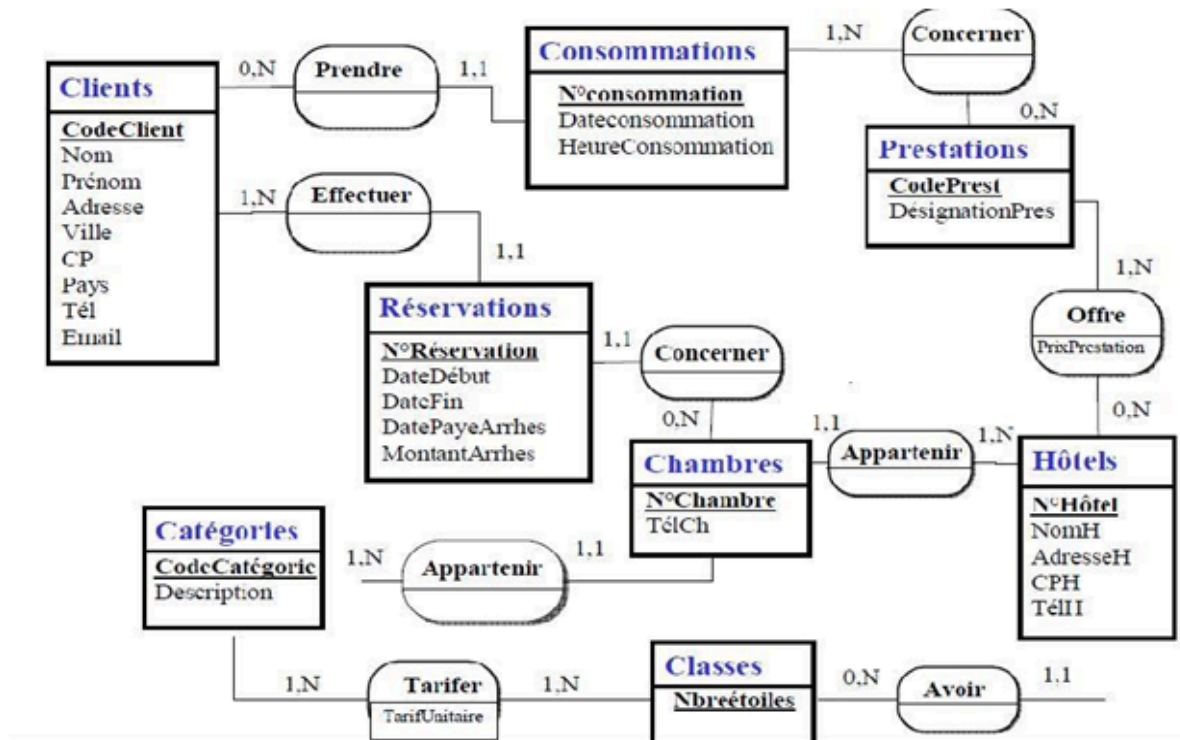 Clients
CodeClient
Nom
Prénom
Adresse
Ville
CP
Pays
Tél
Email
0,N
Prendre
1,1
Consommations
N°consommation
Dateconsommation
HeureConsommation
1,N
Concerner
0,N
Prestations
CodePrest
DésignationPres
1,N
Effectuer
1,1
Réservations
N°Réservation
DateDébut
DateFin
DatePayeArrhes
MontantArrhes
1,1
Concerner
0,N
1,N
Offre
PrixPrestation
0,N
Chambres
N°Chambre
TélCh
1,1
Appartenir
1,N
Hôtels
N°Hôtel
NomH
AdresseH
CPH
TélH
Catégories
CodeCatégorie
Description
1,N
Appartenir
1,1
1,N
Tarifer
TarifUnitaire
1,N
Classes
Nbreétoiles
0,N
Avoir
1,1